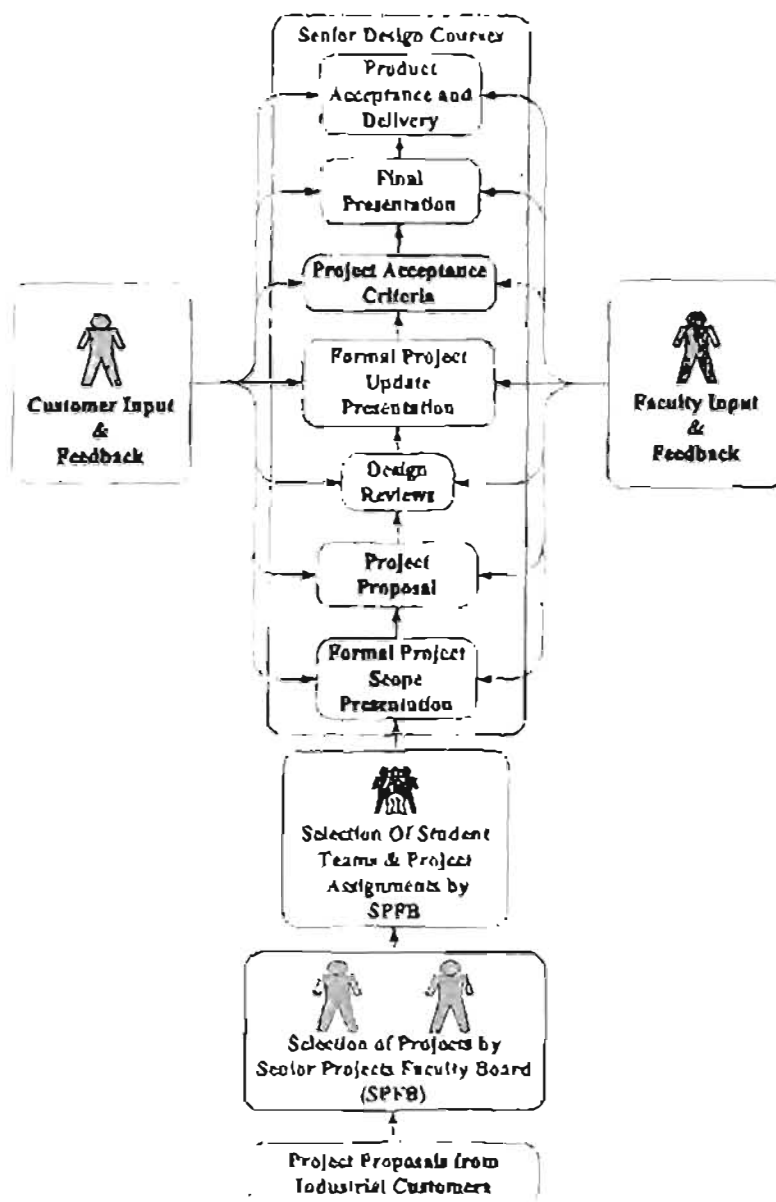 Senior Design Courses
Product
Acceptance and
Delivery
Final
Presentation
Project Acceptance
Criteria
Formal Project
Update
Presentation
Customer Input
&
Feedback
Faculty Input
&
Feedback
Design
Reviews
Project
Proposal
Formal Project
Scope
Presentation
Selection Of Student
Teams & Project
Assignments by
SPFB
Selection of Projects by
Senior Projects Faculty Board
(SPFB)
Project Proposals from
Industrial Customers